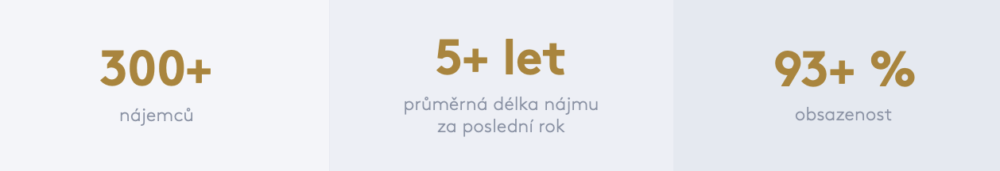 300+
nájemců
5+ let
průměrná délka nájmu
za poslední rok
93+ %
obsazenost